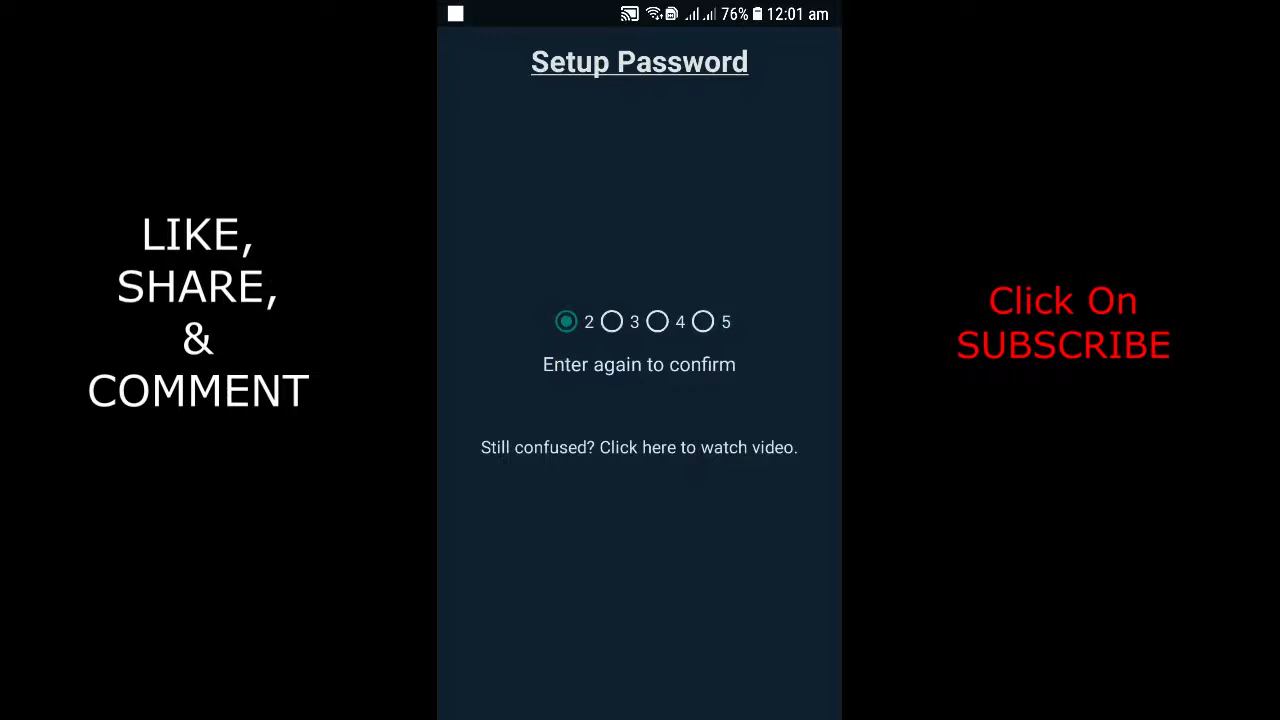 76% 12:01 am
Setup Password
LIKE,
SHARE,
&
COMMENT
2 3 4 5
Enter again to confirm
Still confused? Click here to watch video.
Click On
SUBSCRIBE